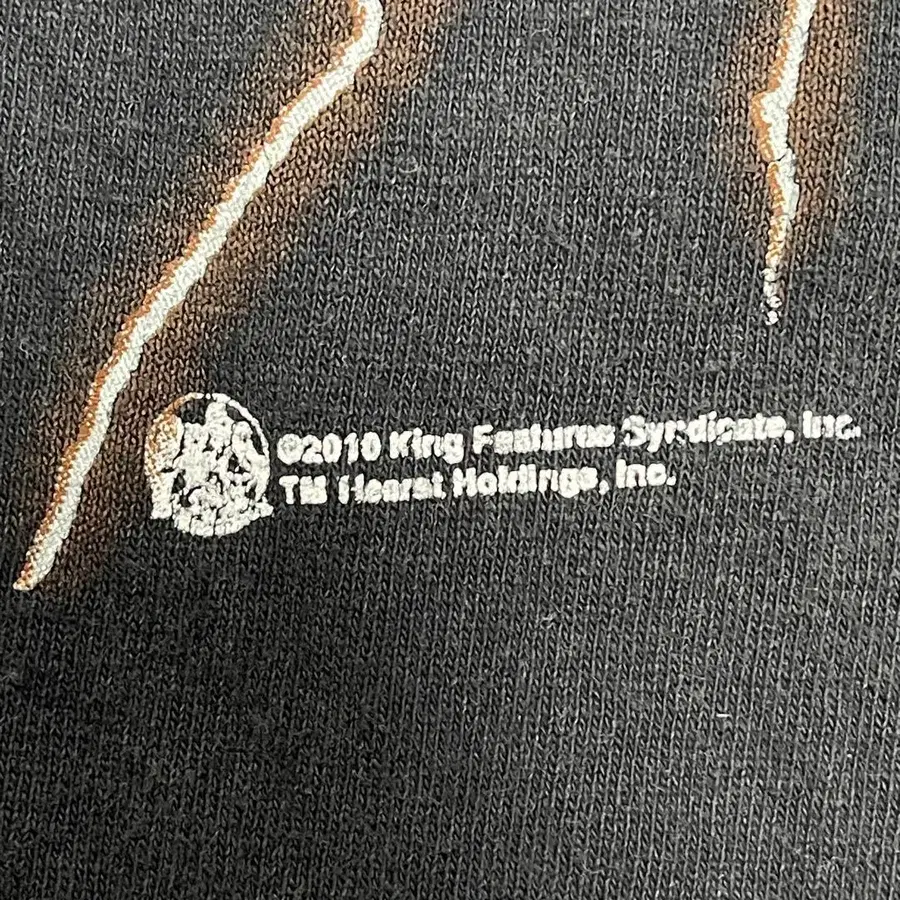 ©2010 King Features Syndicate, Inc.
TM Hearst Holdings, Inc.